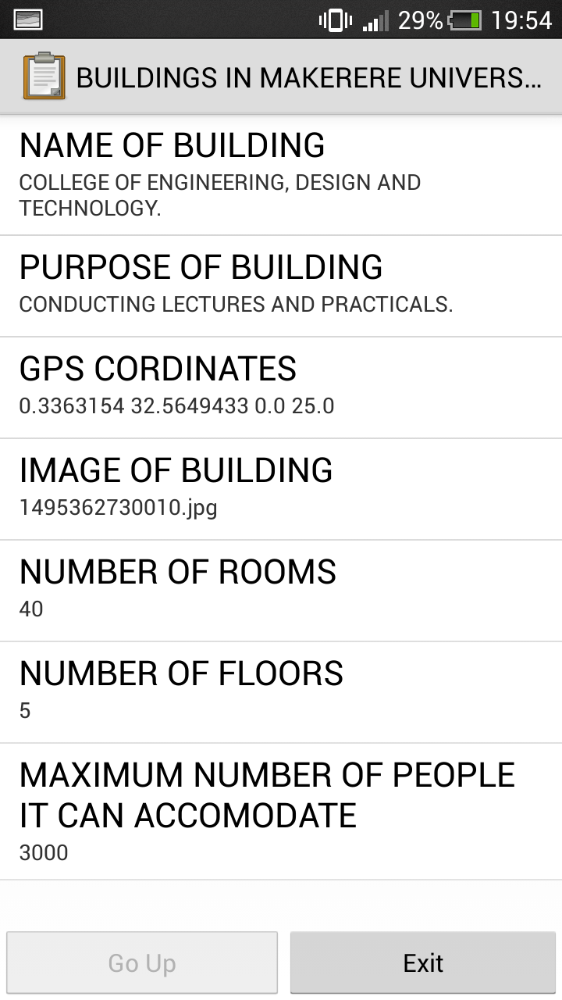 29% 19:54
BUILDINGS IN MAKERERE UNIVERS...
NAME OF BUILDING
COLLEGE OF ENGINEERING, DESIGN AND
TECHNOLOGY.
PURPOSE OF BUILDING
CONDUCTING LECTURES AND PRACTICALS.
GPS CORDINATES
0.3363154 32.5649433 0.0 25.0
IMAGE OF BUILDING
1495362730010.jpg
NUMBER OF ROOMS
40
NUMBER OF FLOORS
5
MAXIMUM NUMBER OF PEOPLE
IT CAN ACCOMODATE
3000
Go Up Exit